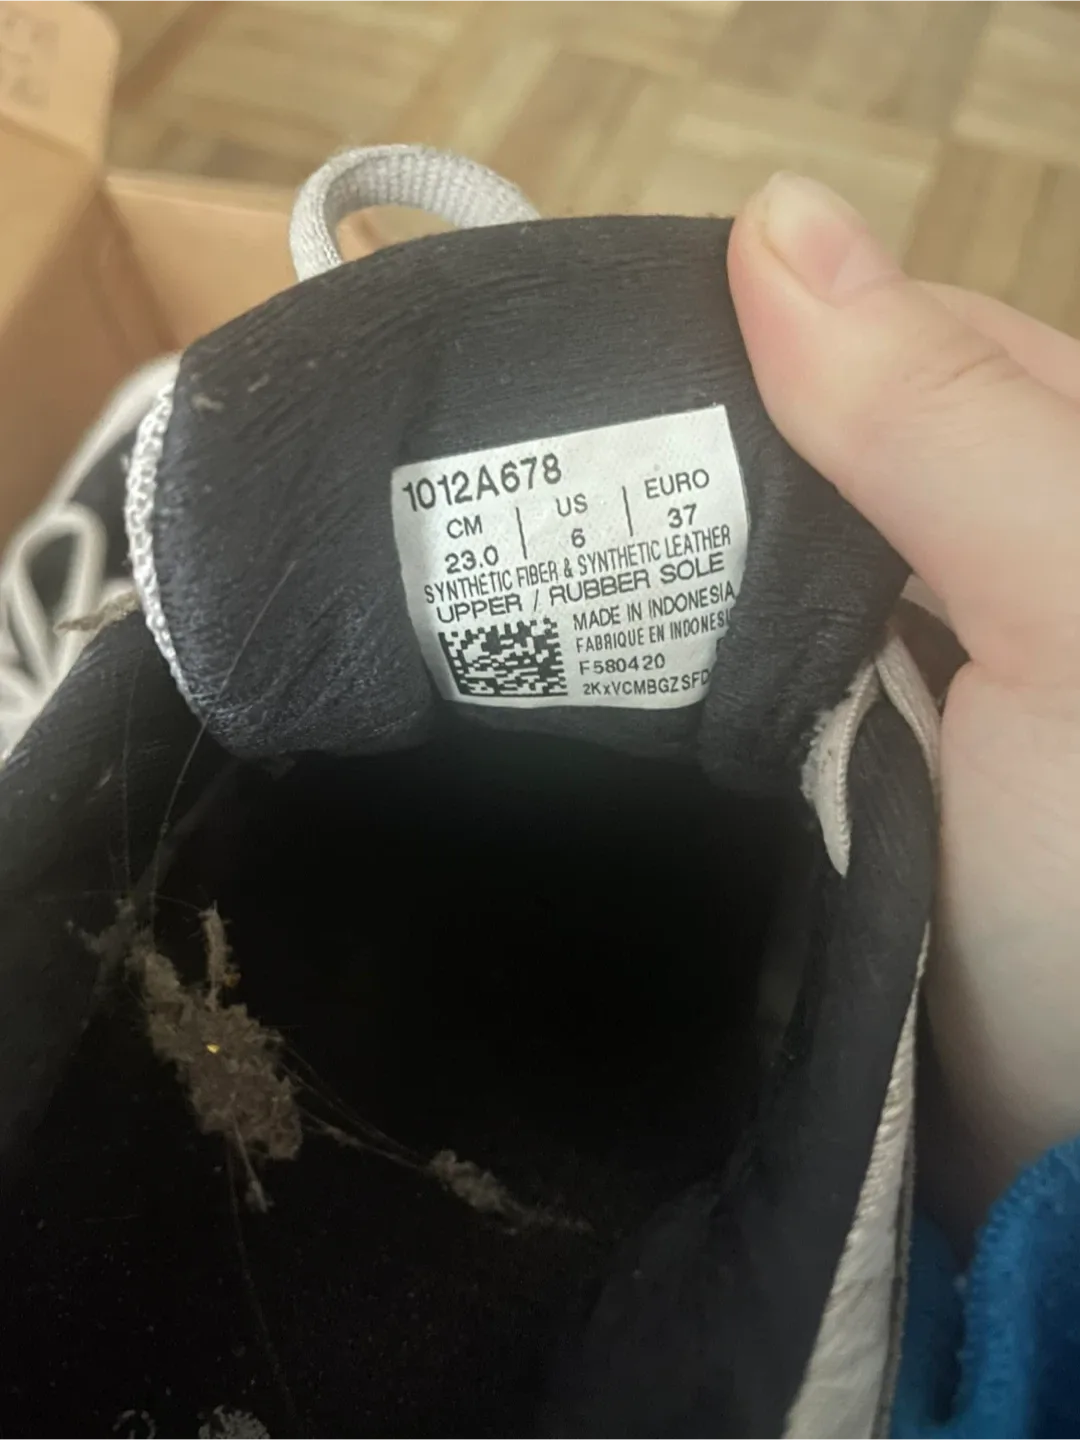 1012A678
CM | US | EURO
23.0 | 6 | 37
SYNTHETIC FIBER & SYNTHETIC LEATHER
UPPER / RUBBER SOLE
MADE IN INDONESIA
FABRIQUE EN INDONESI
F580420
2KxVCMBGZSFD